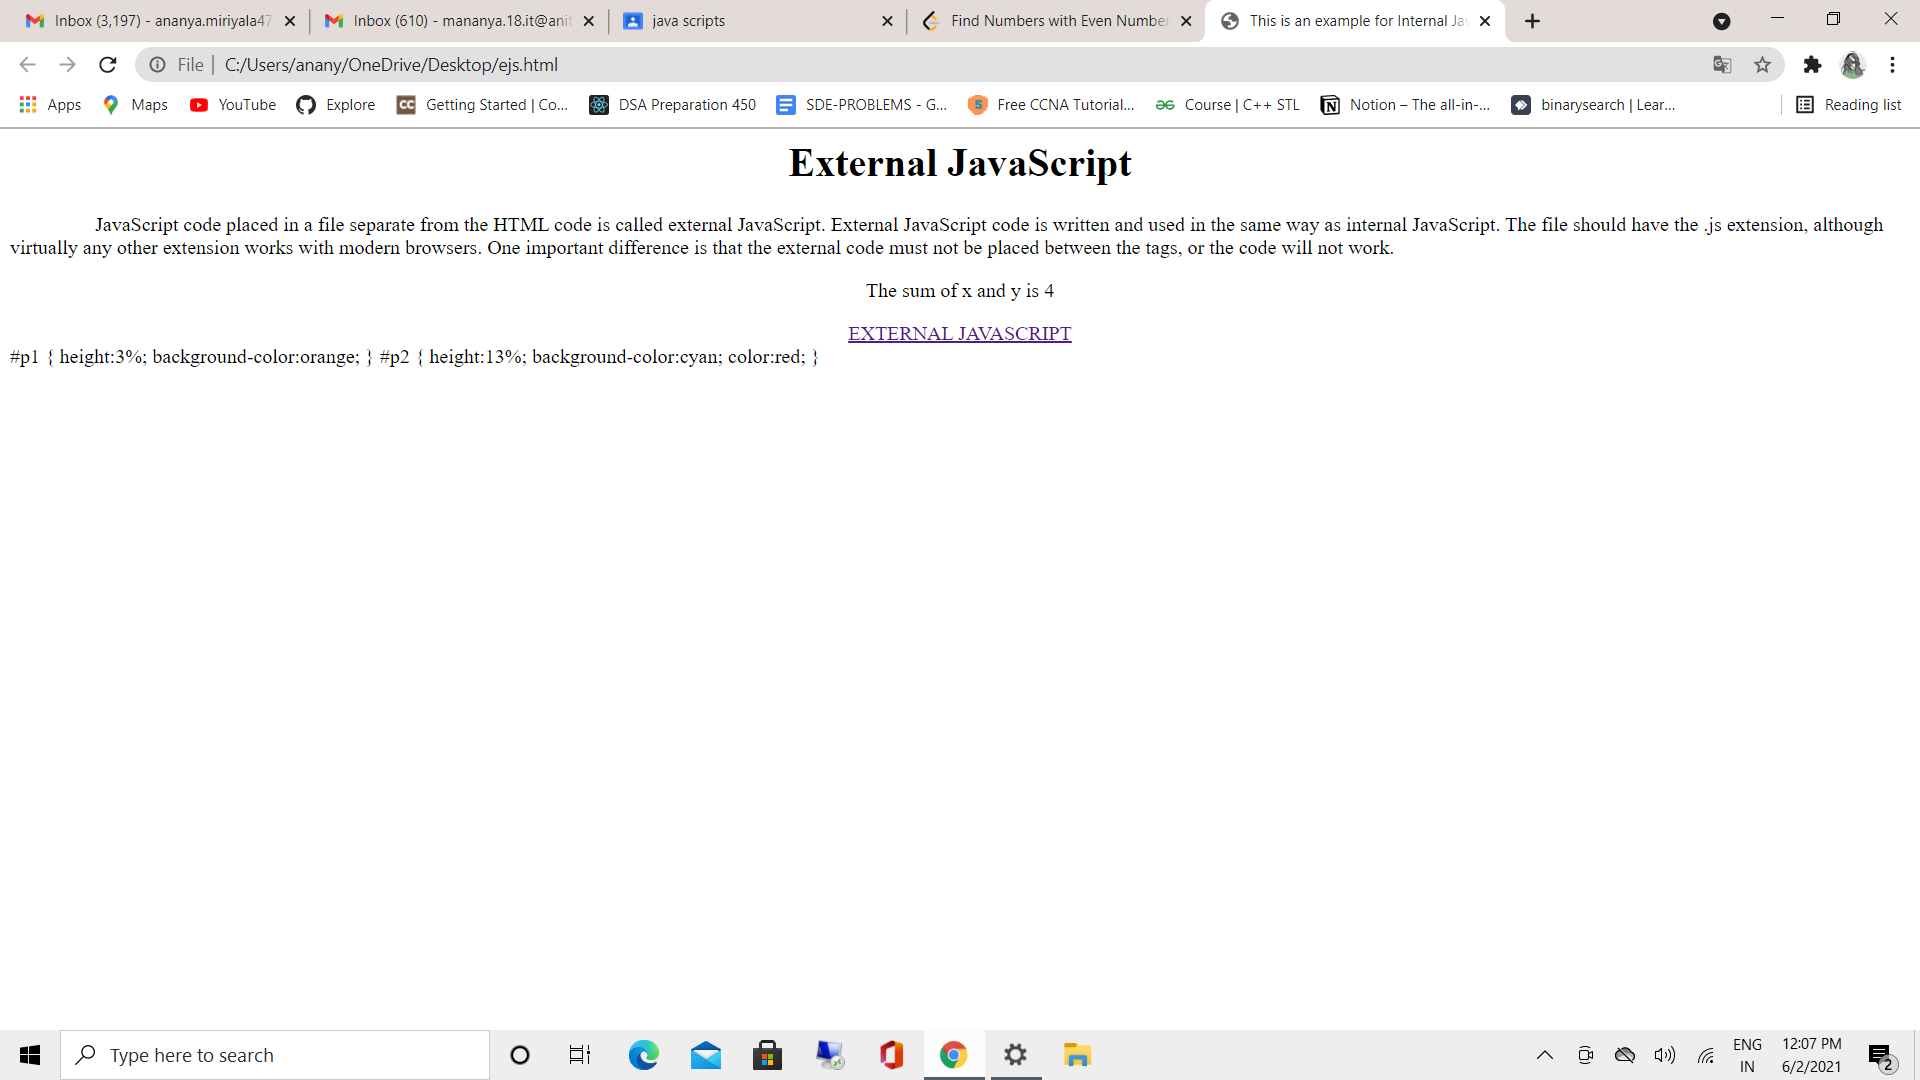 Inbox (3,197) - ananya.miriyala47
Inbox (610) - mananya.18.it@anit
java scripts
Find Numbers with Even Number
This is an example for Internal Jav
File
C:/Users/anany/OneDrive/Desktop/ejs.html
Apps
Maps
YouTube
Explore
Getting Started | Co...
DSA Preparation 450
SDE-PROBLEMS - G...
Free CCNA Tutorial...
Course | C++ STL
Notion – The all-in-...
binarysearch | Lear...
Reading list
External JavaScript
JavaScript code placed in a file separate from the HTML code is called external JavaScript. External JavaScript code is written and used in the same way as internal JavaScript. The file should have the .js extension, although
virtually any other extension works with modern browsers. One important difference is that the external code must not be placed between the tags, or the code will not work.
The sum of x and y is 4
EXTERNAL JAVASCRIPT
#p1 { height:3%; background-color:orange; } #p2 { height:13%; background-color:cyan; color:red; }
Type here to search
ENG
IN
12:07 PM
6/2/2021
2